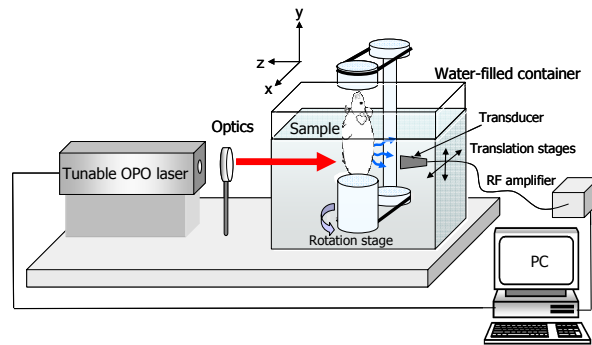 y
z
x
Water-filled container
Optics
Sample
Transducer
Translation stages
Tunable OPO laser
RF amplifier
Rotation stage
PC